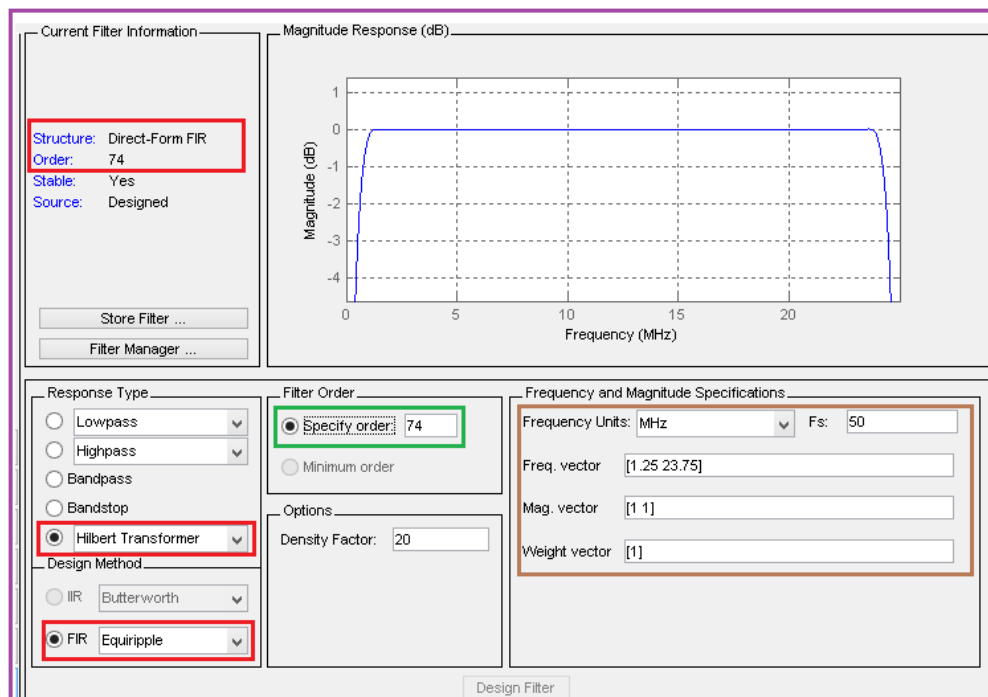 Current Filter Information
Structure: Direct-Form FIR
Order: 74
Stable: Yes
Source: Designed
Store Filter ...
Filter Manager ...
Magnitude Response (dB)
Magnitude (dB)
1
0
-1
-2
-3
-4
0 5 10 15 20
Frequency (MHz)
Response Type
Lowpass
Highpass
Bandpass
Bandstop
Hilbert Transformer
Design Method
IIR Butterworth
FIR Equiripple
Filter Order
Specify order: 74
Minimum order
Options
Density Factor: 20
Frequency and Magnitude Specifications
Frequency Units: MHz Fs: 50
Freq. vector [1.25 23.75]
Mag. vector [1 1]
Weight vector [1]
Design Filter